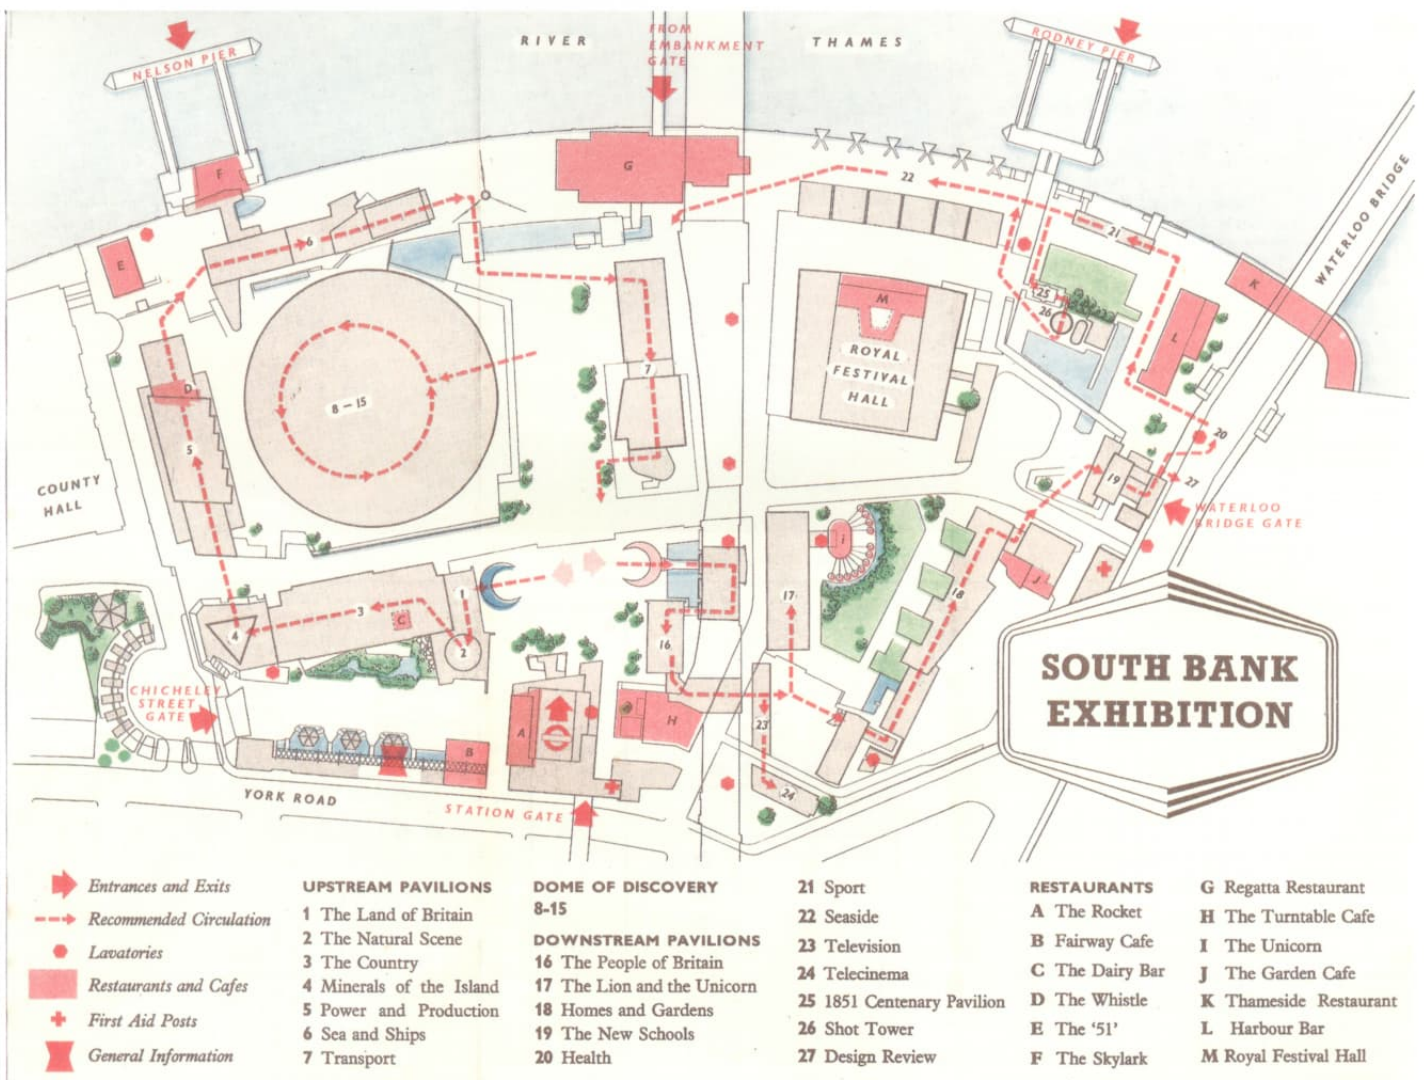 RIVER
THAMES
FROM
EMBANKMENT
GATE
NELSON PIER
RODNEY PIER
WATERLOO BRIDGE
F
G
E
6
22
21
K
25
26
L
M
ROYAL
FESTIVAL
HALL
D
8 – 15
7
5
COUNTY
HALL
20
19
27
WATERLOO
BRIDGE GATE
i
17
18
J
1
3
C
4
2
16
CHICHELEY
STREET
GATE
A
H
23
B
24
YORK ROAD
STATION GATE
SOUTH BANK
EXHIBITION
Entrances and Exits
Recommended Circulation
Lavatories
Restaurants and Cafes
First Aid Posts
General Information
UPSTREAM PAVILIONS
1 The Land of Britain
2 The Natural Scene
3 The Country
4 Minerals of the Island
5 Power and Production
6 Sea and Ships
7 Transport
DOME OF DISCOVERY
8-15
DOWNSTREAM PAVILIONS
16 The People of Britain
17 The Lion and the Unicorn
18 Homes and Gardens
19 The New Schools
20 Health
21 Sport
22 Seaside
23 Television
24 Telecinema
25 1851 Centenary Pavilion
26 Shot Tower
27 Design Review
RESTAURANTS
A The Rocket
B Fairway Cafe
C The Dairy Bar
D The Whistle
E The '51'
F The Skylark
G Regatta Restaurant
H The Turntable Cafe
I The Unicorn
J The Garden Cafe
K Thameside Restaurant
L Harbour Bar
M Royal Festival Hall